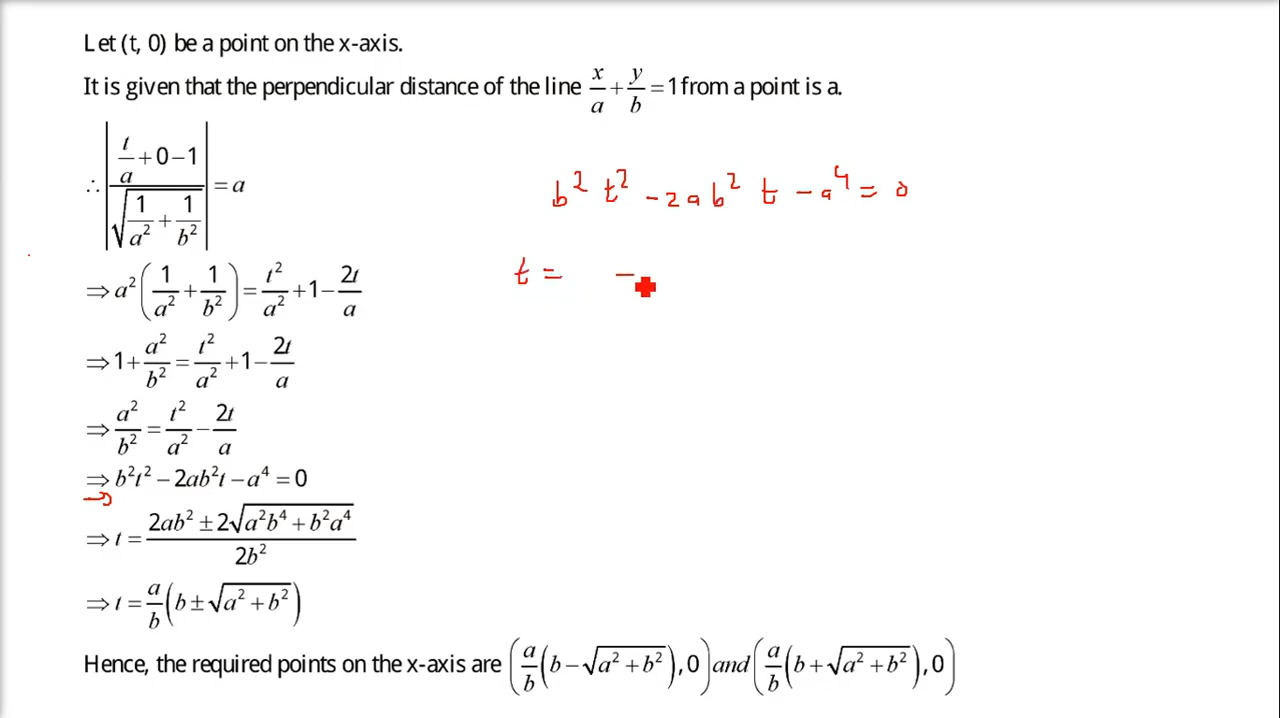 Let (t, 0) be a point on the x-axis.
It is given that the perpendicular distance of the line x/a + y/b = 1 from a point is a.
∴ |(t/a + 0 − 1)/√(1/a² + 1/b²)| = a
b² t² − 2ab² t − a⁴ = 0
⇒ a²(1/a² + 1/b²) = t²/a² + 1 − 2t/a
t = −
⇒ 1 + a²/b² = t²/a² + 1 − 2t/a
⇒ a²/b² = t²/a² − 2t/a
⇒ b²t² − 2ab²t − a⁴ = 0
→
⇒ t = (2ab² ± 2√(a²b⁴ + b²a⁴))/2b²
⇒ t = a/b (b ± √(a² + b²))
Hence, the required points on the x-axis are (a/b (b − √(a² + b²)), 0) and (a/b (b + √(a² + b²)), 0)